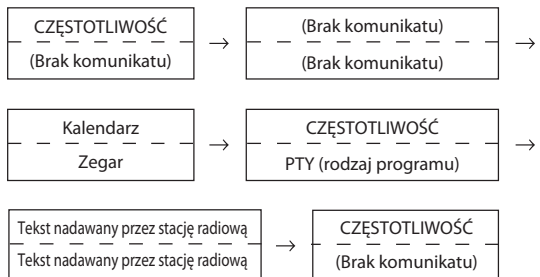 CZĘSTOTLIWOŚĆ
(Brak komunikatu)
→
(Brak komunikatu)
(Brak komunikatu)
→
Kalendarz
Zegar
→
CZĘSTOTLIWOŚĆ
PTY (rodzaj programu)
→
Tekst nadawany przez stację radiową
Tekst nadawany przez stację radiową
→
CZĘSTOTLIWOŚĆ
(Brak komunikatu)